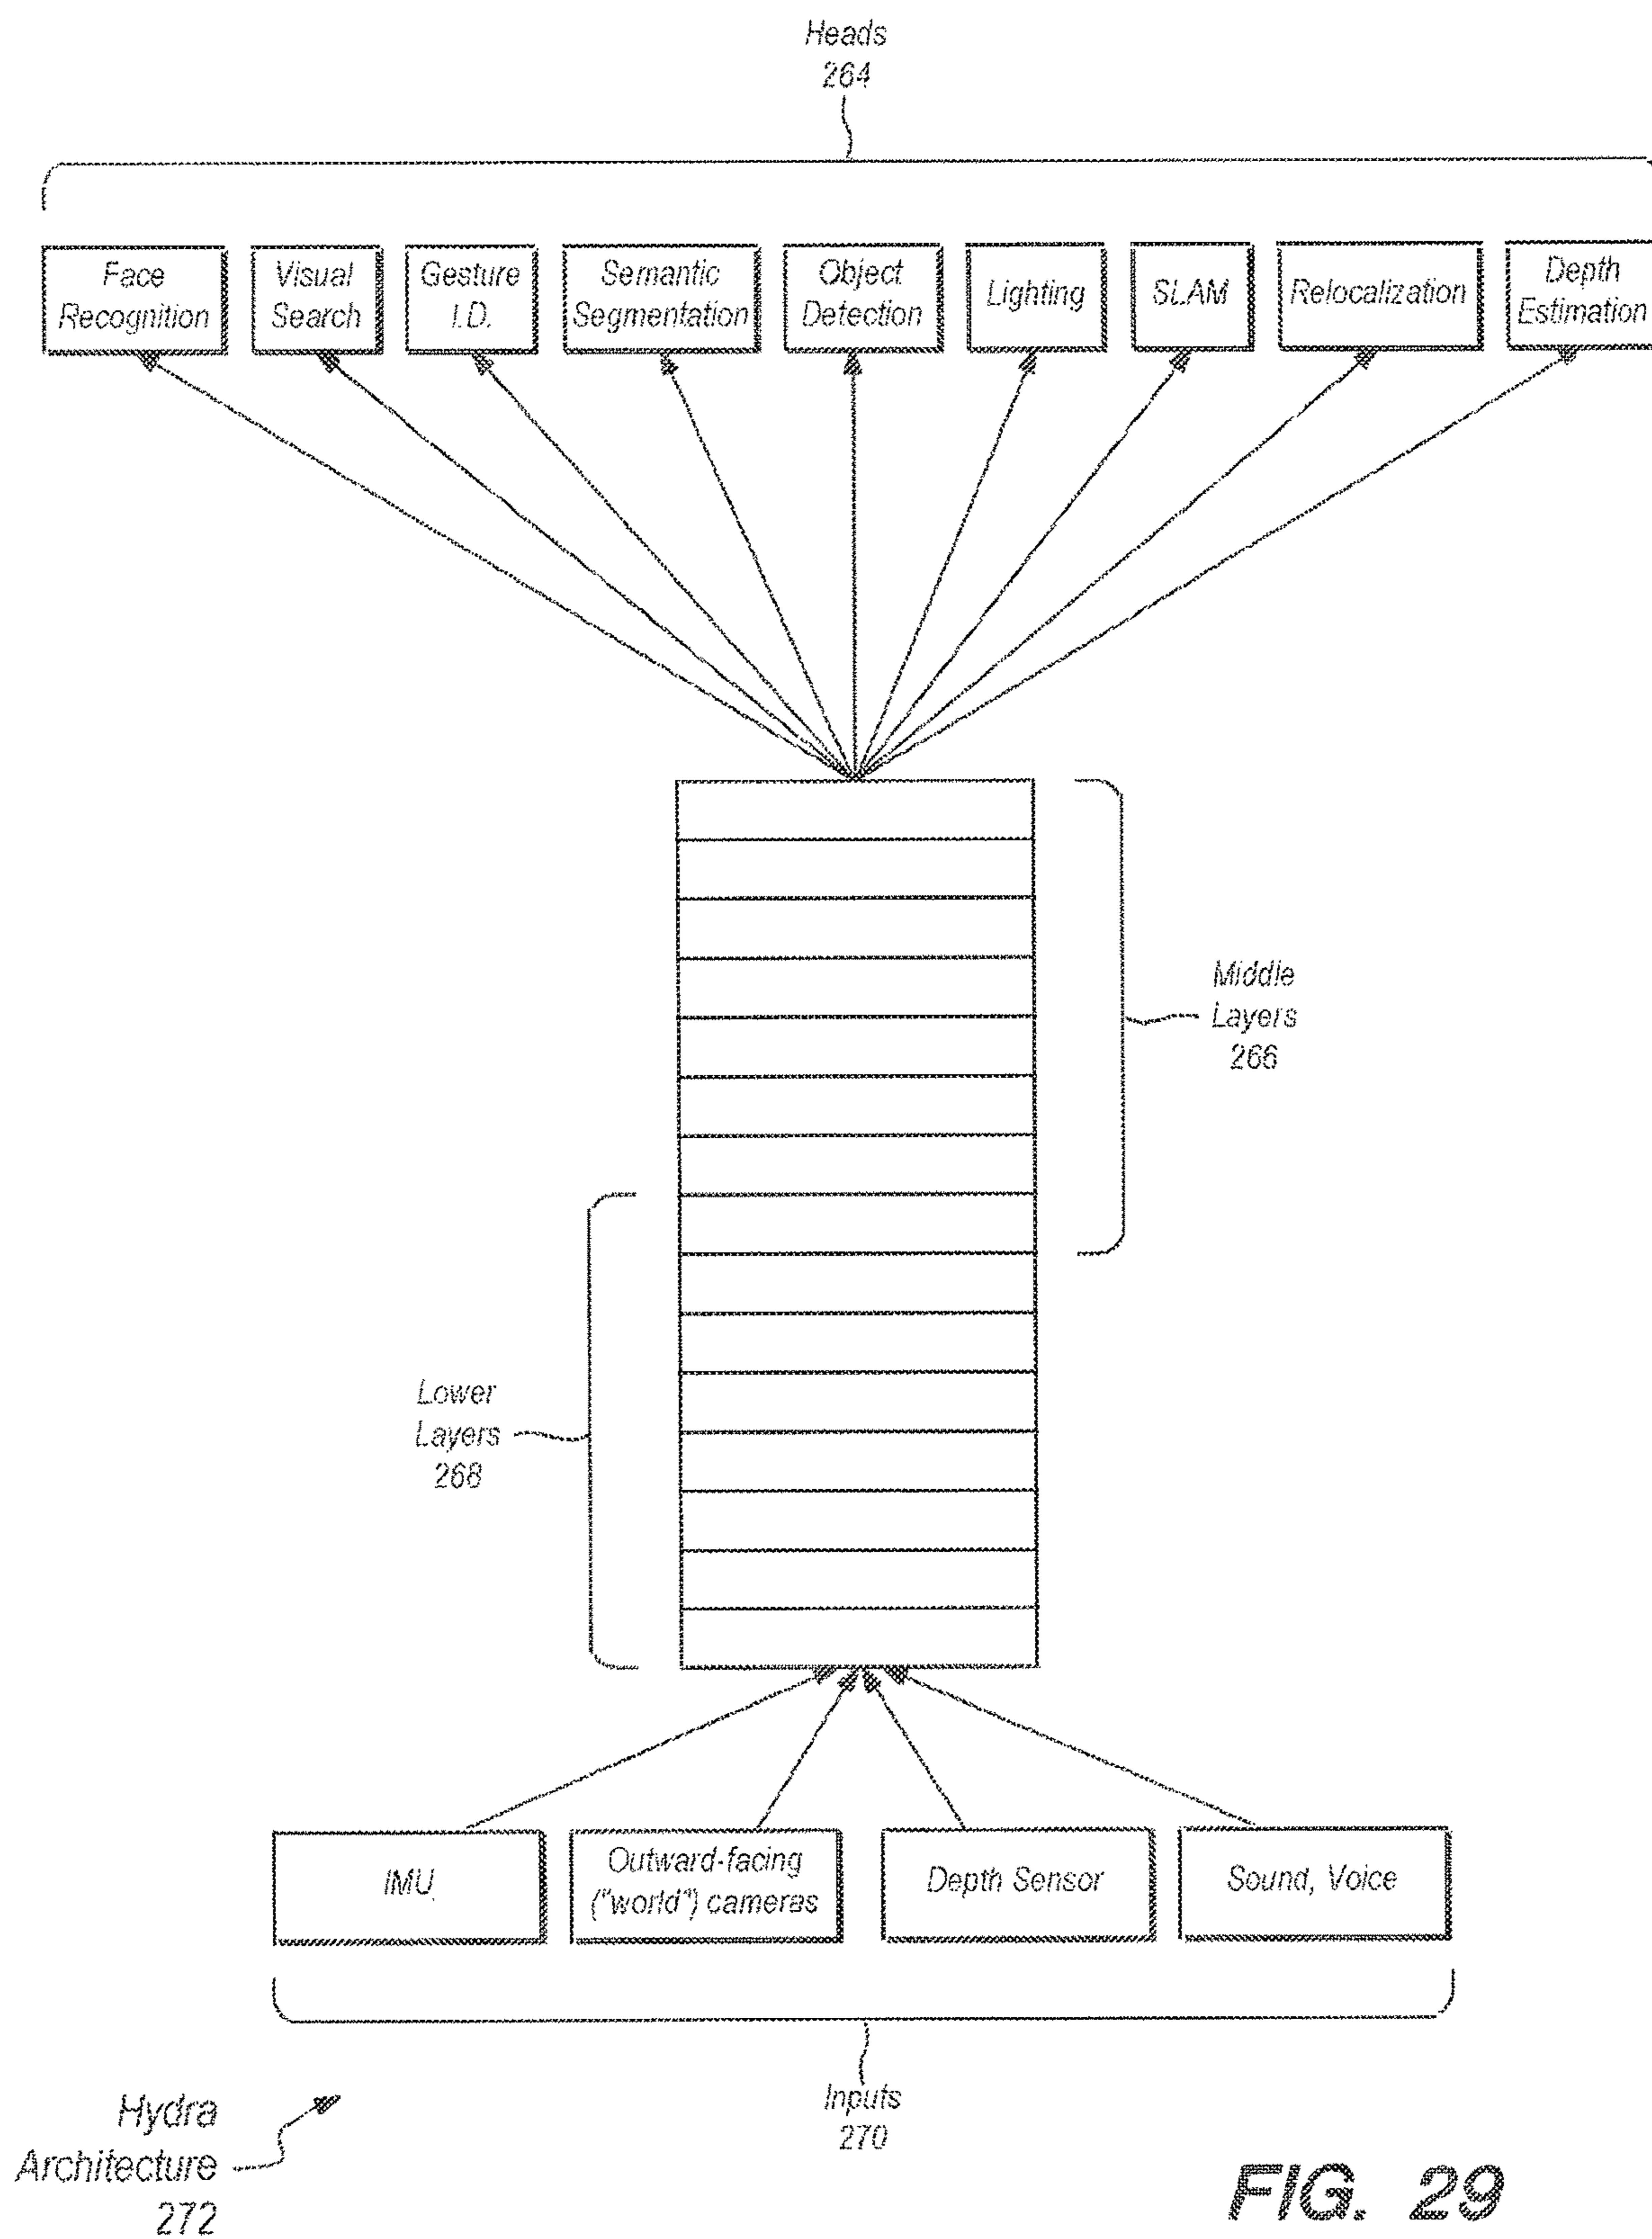 Heads
264
Face
Recognition
Visual
Search
Gesture
I.D.
Semantic
Segmentation
Object
Detection
Lighting
SLAM
Relocalization
Depth
Estimation
Middle
Layers
266
Lower
Layers
268
IMU
Outward-facing
("world") cameras
Depth Sensor
Sound, Voice
Inputs
270
Hydra
Architecture
272
FIG. 29